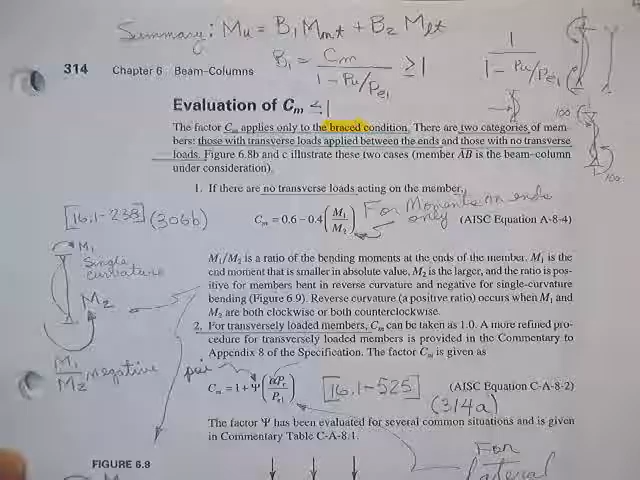 Summary: Mu = B1 Mnt + B2 Mlt
B1 = Cm / (1 - Pu/Pe1) ≥ 1
1 / (1 - Pu/Pe1)
314 Chapter 6 Beam-Columns
Evaluation of Cm ≤ 1
The factor Cm applies only to the braced condition. There are two categories of mem-
bers: those with transverse loads applied between the ends and those with no transverse
loads. Figure 6.8b and c illustrate these two cases (member AB is the beam-column
under consideration).
100
100
1. If there are no transverse loads acting on the member,
[16.1-238] (306b)
Cm = 0.6 - 0.4 (M1/M2) (AISC Equation A-8-4)
For Moments on ends
only
M1
Single
curvature
M2
M1/M2 negative
M1/M2 is a ratio of the bending moments at the ends of the member. M1 is the
end moment that is smaller in absolute value, M2 is the larger, and the ratio is pos-
itive for members bent in reverse curvature and negative for single-curvature
bending (Figure 6.9). Reverse curvature (a positive ratio) occurs when M1 and
M2 are both clockwise or both counterclockwise.
2. For transversely loaded members, Cm can be taken as 1.0. A more refined pro-
cedure for transversely loaded members is provided in the Commentary to
Appendix 8 of the Specification. The factor Cm is given as
psi
Cm = 1 + Ψ (αPr/Pe1) [16.1-525] (AISC Equation C-A-8-2)
(314a)
The factor Ψ has been evaluated for several common situations and is given
in Commentary Table C-A-8.1.
For
lateral
FIGURE 6.9